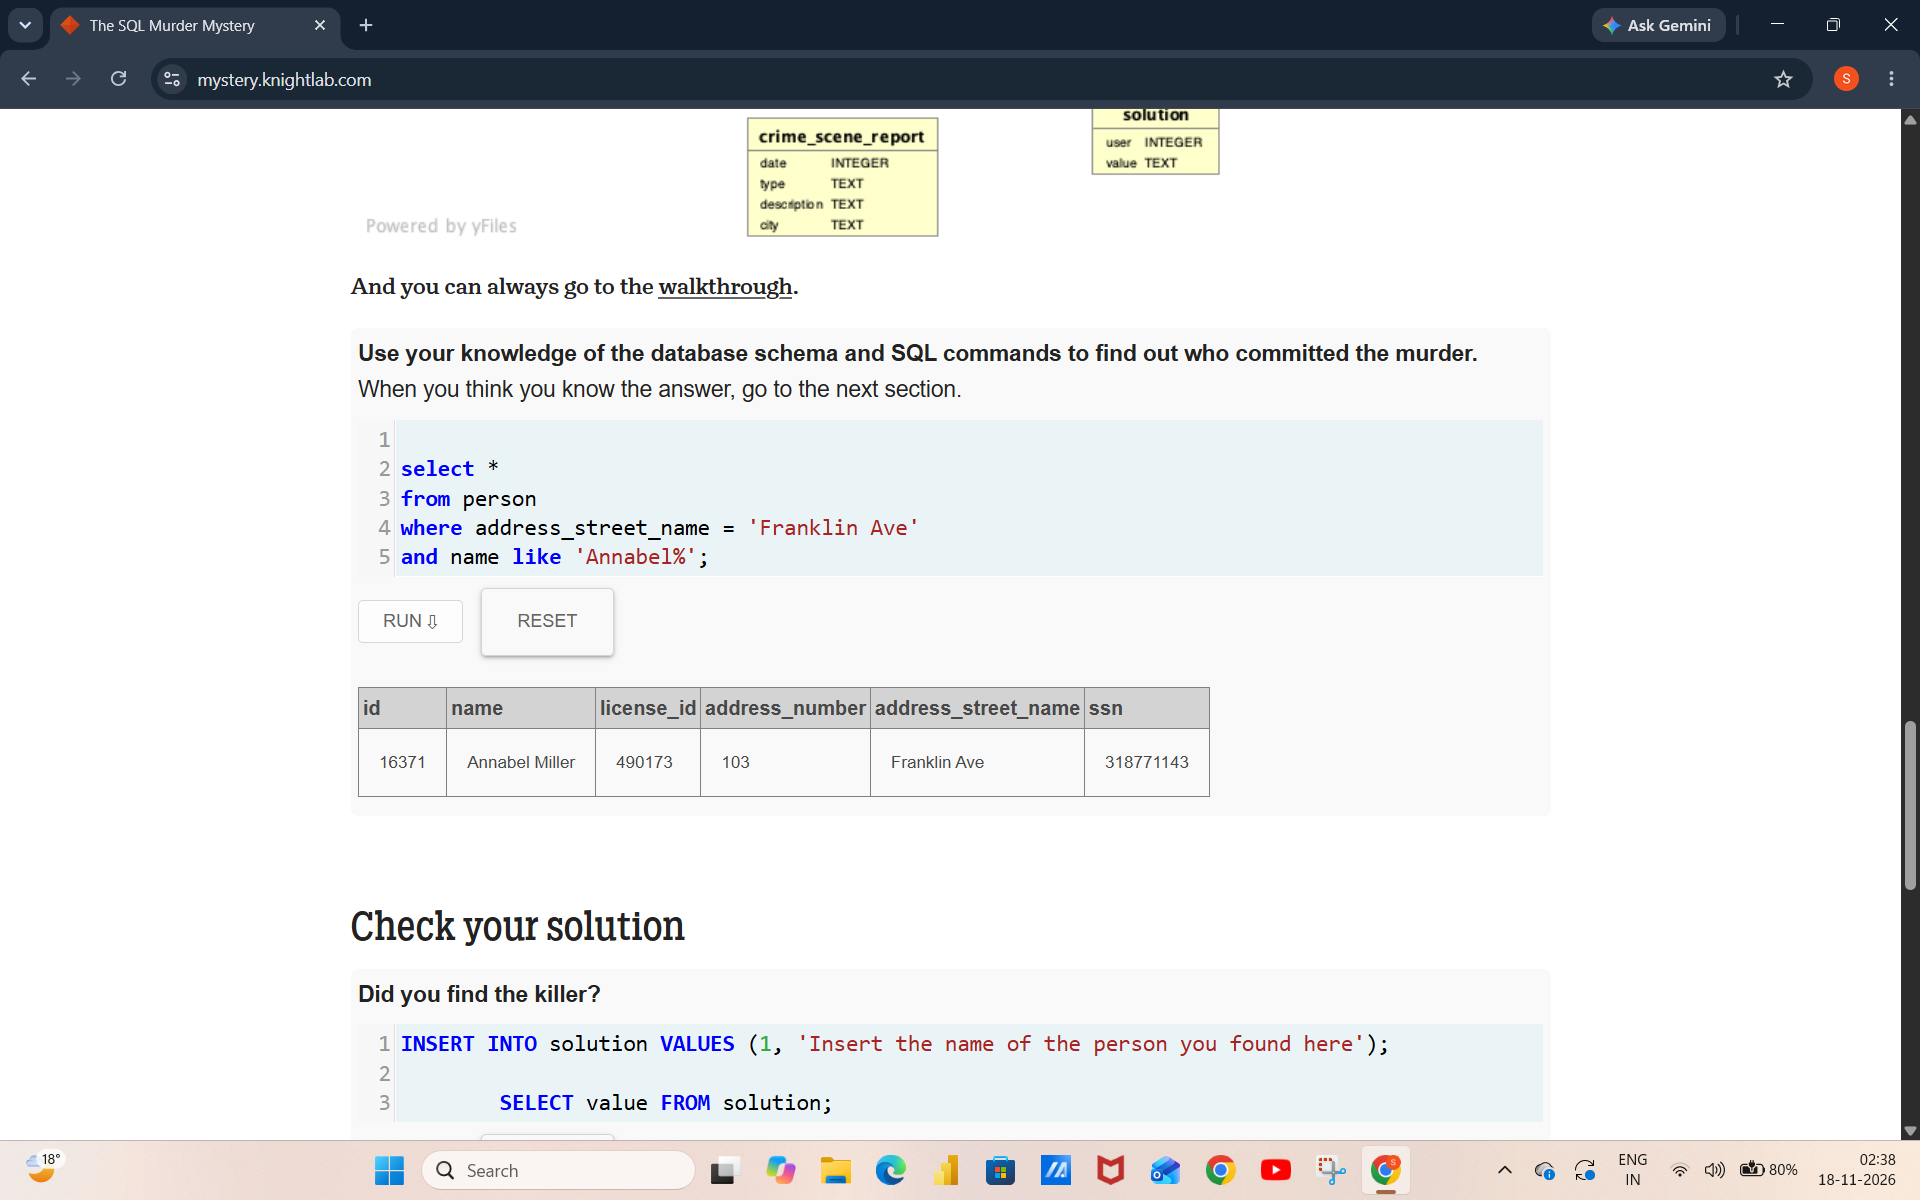 The SQL Murder Mystery
Ask Gemini
mystery.knightlab.com
S
crime_scene_report
date INTEGER
type TEXT
description TEXT
city TEXT
solution
user INTEGER
value TEXT
Powered by yFiles
And you can always go to the walkthrough.
Use your knowledge of the database schema and SQL commands to find out who committed the murder.
When you think you know the answer, go to the next section.
1
2 select *
3 from person
4 where address_street_name = 'Franklin Ave'
5 and name like 'Annabel%';
RUN ⇩ RESET
id name license_id address_number address_street_name ssn
16371 Annabel Miller 490173 103 Franklin Ave 318771143
Check your solution
Did you find the killer?
1 INSERT INTO solution VALUES (1, 'Insert the name of the person you found here');
2
3 SELECT value FROM solution;
18°
Search
ENG
IN
80%
02:38
18-11-2026